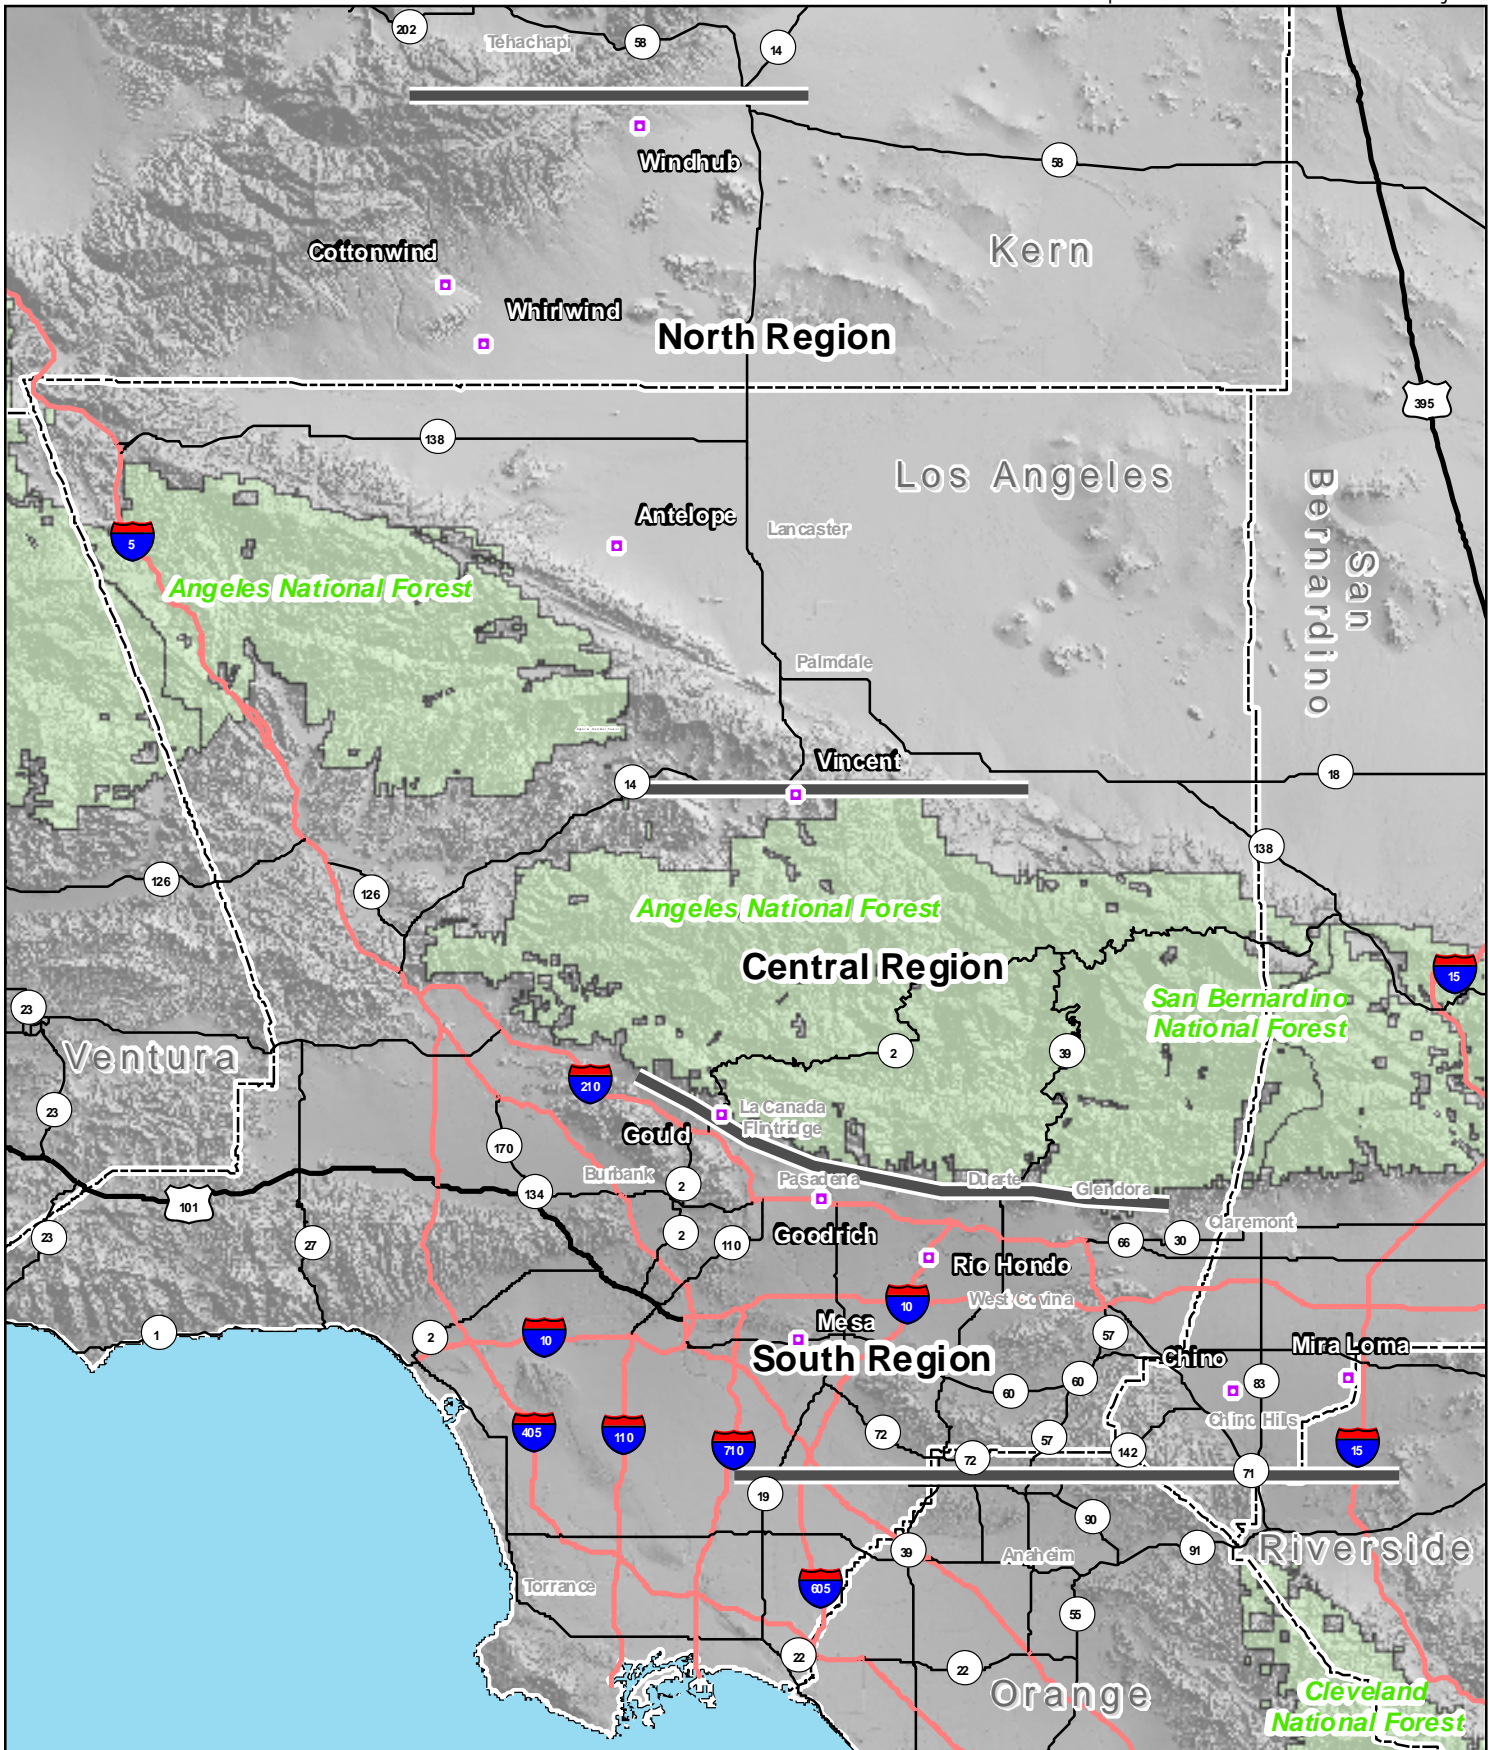 202
Tehachapi
58
14
Windhub
58
Cottonwind
Kern
Whirlwind
North Region
395
138
Los Angeles
San
Bernardino
Antelope
Lancaster
5
Angeles National Forest
Palmdale
Vincent
14
18
138
126
126
Angeles National Forest
Central Region
15
San Bernardino
National Forest
23
Ventura
2
39
210
23
La Canada
Flintridge
Gould
170
Burbank
2
Pasadena
Duarte
Glendora
134
101
23
27
2
110
Goodrich
66
30
Claremont
Rio Hondo
10
West Covina
1
2
10
Mesa
57
Chino
Mira Loma
South Region
60
60
83
Chino Hills
405
110
710
72
57
72
142
15
71
19
90
39
Anaheim
91
Riverside
Torrance
605
55
22
22
Orange
Cleveland
National Forest